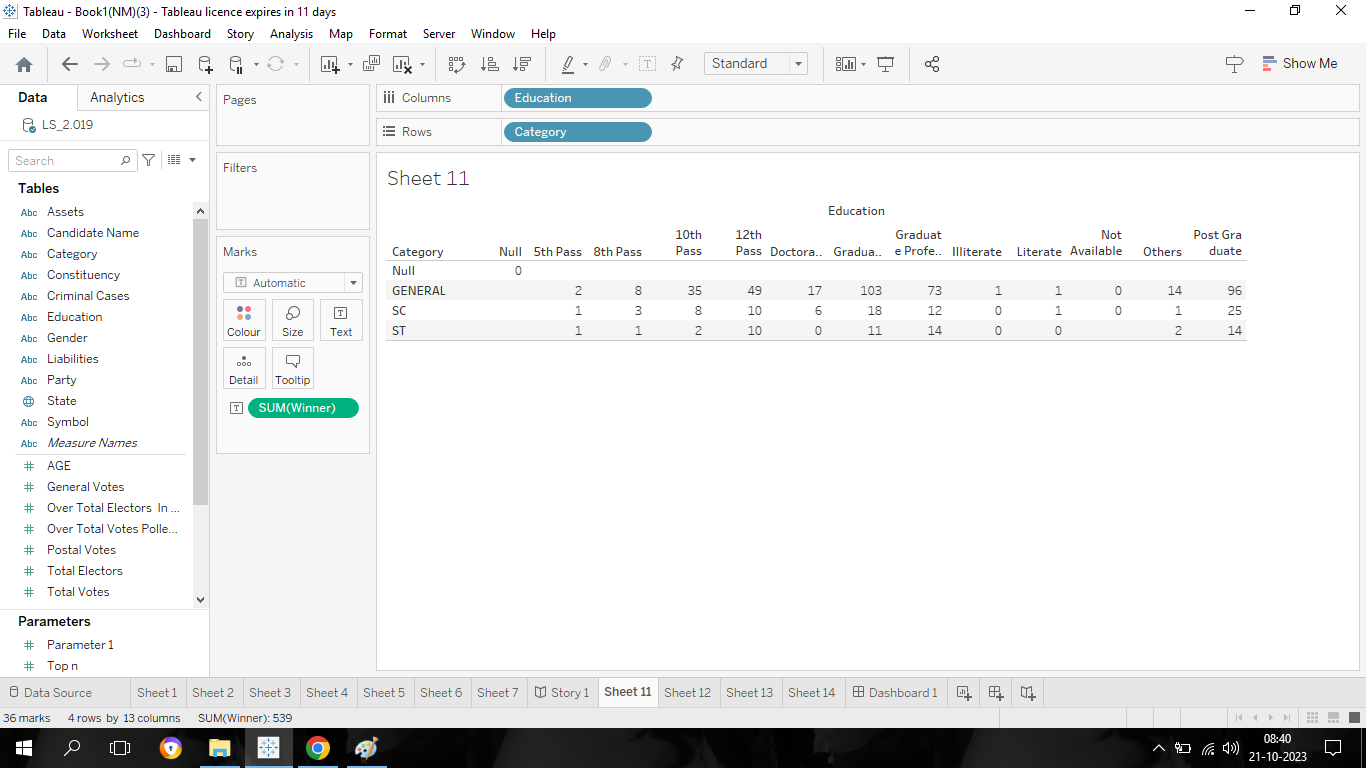 Tableau - Book1(NM)(3) - Tableau licence expires in 11 days
File Data Worksheet Dashboard Story Analysis Map Format Server Window Help
Standard
Show Me
Data Analytics
LS_2.019
Search
Tables
Abc Assets
Abc Candidate Name
Abc Category
Abc Constituency
Abc Criminal Cases
Abc Education
Abc Gender
Abc Liabilities
Abc Party
State
Abc Symbol
Abc Measure Names
# AGE
# General Votes
# Over Total Electors In ...
# Over Total Votes Polle...
# Postal Votes
# Total Electors
# Total Votes
Parameters
# Parameter 1
# Top n
Pages
Filters
Marks
T Automatic
Colour Size Text
Detail Tooltip
T SUM(Winner)
Columns Education
Rows Category
Sheet 11
Education
Category Null 5th Pass 8th Pass 10th Pass 12th Pass Doctora.. Gradua.. Graduat e Profe.. Illiterate Literate Not Available Others Post Gra duate
Null 0
GENERAL 2 8 35 49 17 103 73 1 1 0 14 96
SC 1 3 8 10 6 18 12 0 1 0 1 25
ST 1 1 2 10 0 11 14 0 0 2 14
Data Source Sheet 1 Sheet 2 Sheet 3 Sheet 4 Sheet 5 Sheet 6 Sheet 7 Story 1 Sheet 11 Sheet 12 Sheet 13 Sheet 14 Dashboard 1
36 marks 4 rows by 13 columns SUM(Winner): 539
08:40
21-10-2023